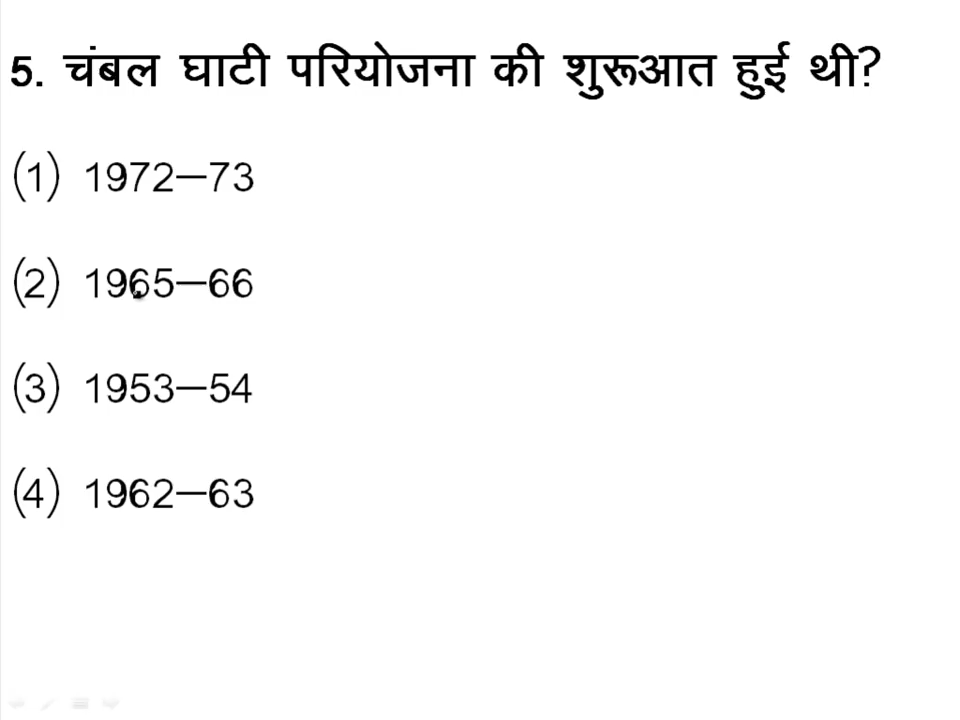 5. चंबल घाटी परियोजना की शुरूआत हुई थी?
(1) 1972–73
(2) 1965–66
(3) 1953–54
(4) 1962–63